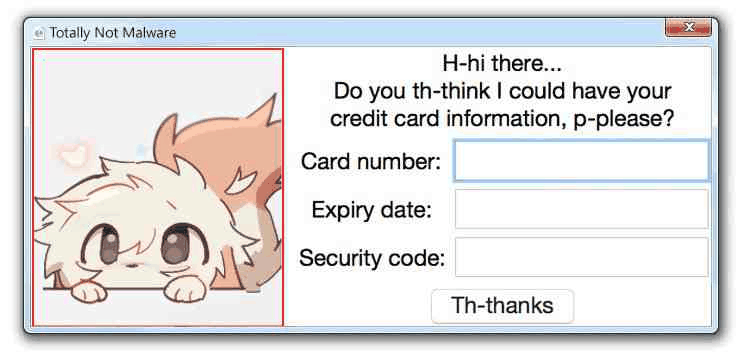 Totally Not Malware
H-hi there...
Do you th-think I could have your
credit card information, p-please?
Card number:
Expiry date:
Security code:
Th-thanks